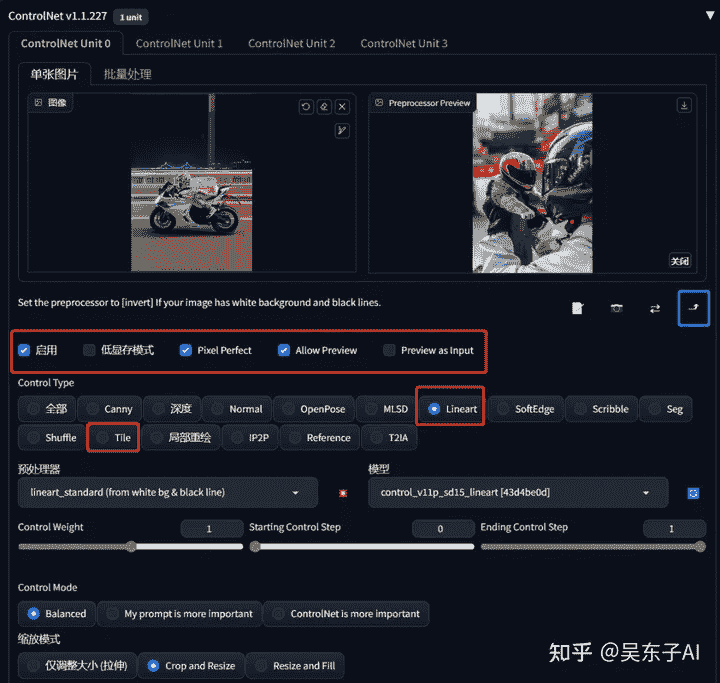 ControlNet v1.1.227 1 unit
ControlNet Unit 0 ControlNet Unit 1 ControlNet Unit 2 ControlNet Unit 3
单张图片 批量处理
图像 Preprocessor Preview
关闭
Set the preprocessor to [invert] If your image has white background and black lines.
启用 低显存模式 Pixel Perfect Allow Preview Preview as Input
Control Type
全部 Canny 深度 Normal OpenPose MLSD Lineart SoftEdge Scribble Seg
Shuffle Tile 局部重绘 IP2P Reference T2IA
预处理器 模型
lineart_standard (from white bg & black line) control_v11p_sd15_lineart [43d4be0d]
Control Weight 1 Starting Control Step 0 Ending Control Step 1
Control Mode
Balanced My prompt is more important ControlNet is more important
缩放模式
仅调整大小 (拉伸) Crop and Resize Resize and Fill
知乎 @吴东子AI